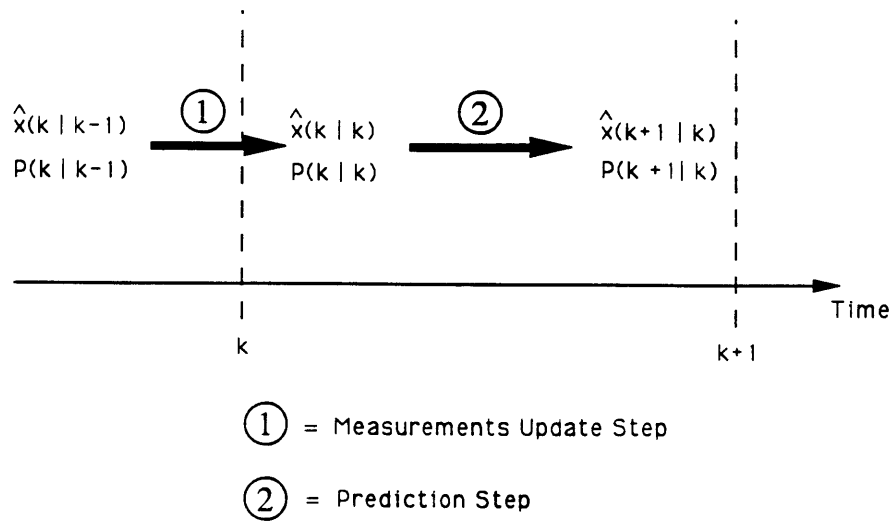 ①
②
x̂(k | k-1)
P(k | k-1)
x̂(k | k)
P(k | k)
x̂(k+1 | k)
P(k +1| k)
Time
k
k+1
① = Measurements Update Step
② = Prediction Step